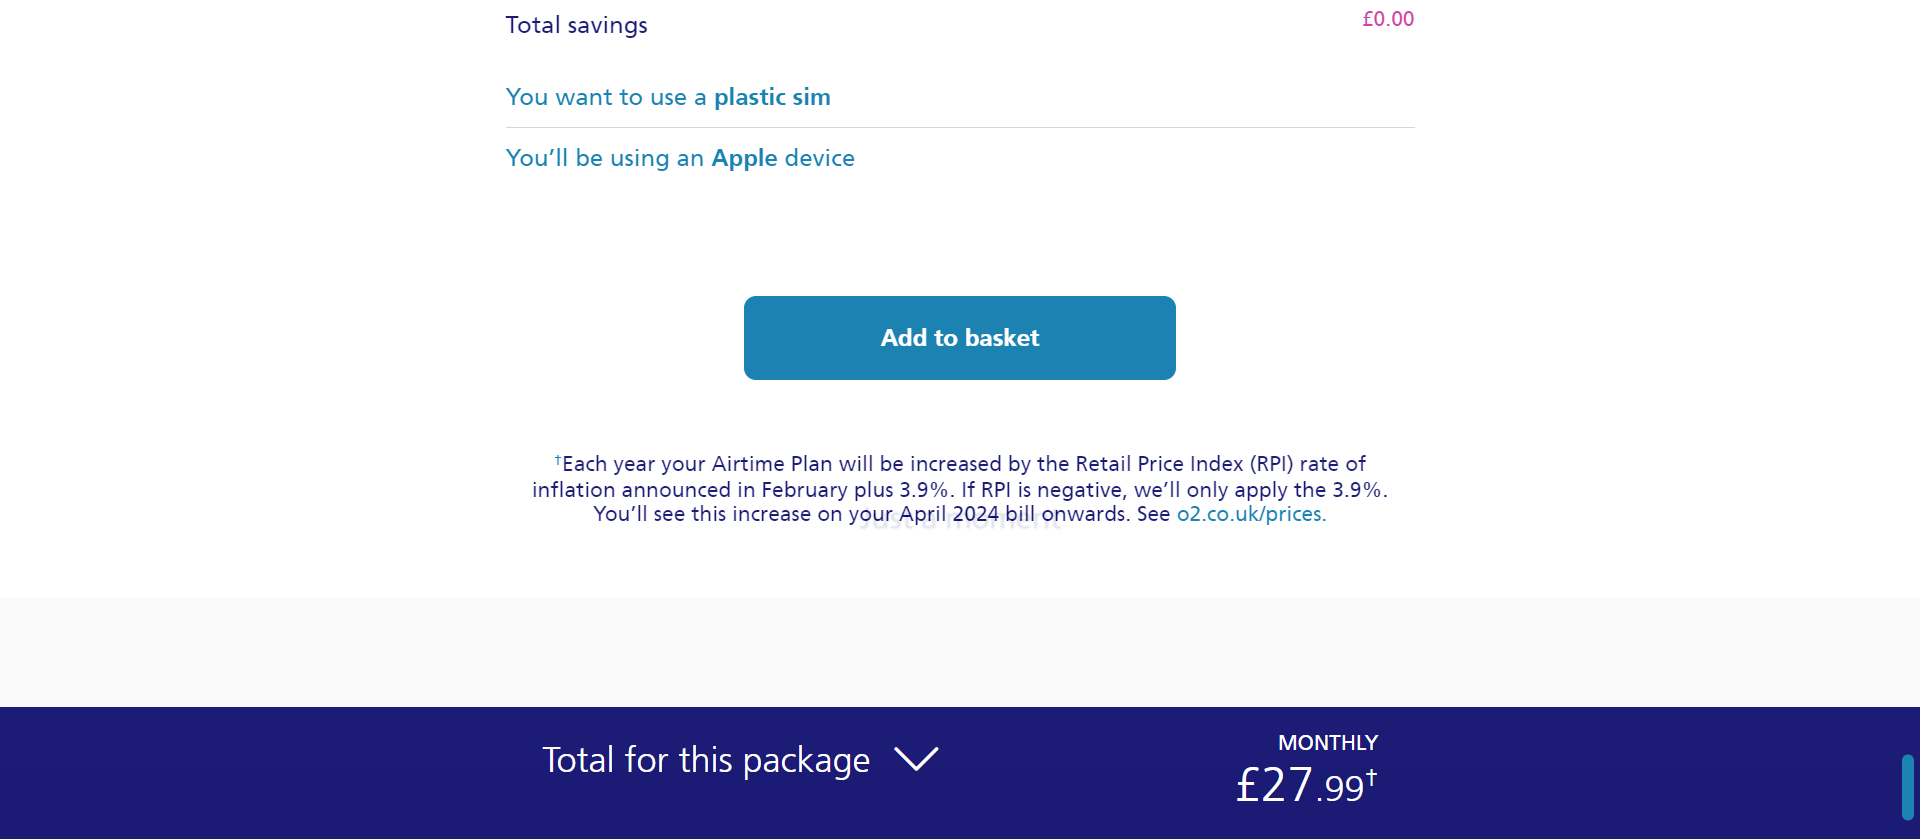 Total savings £0.00
You want to use a plastic sim
You’ll be using an Apple device
Add to basket
†Each year your Airtime Plan will be increased by the Retail Price Index (RPI) rate of
inflation announced in February plus 3.9%. If RPI is negative, we’ll only apply the 3.9%.
You’ll see this increase on your April 2024 bill onwards. See o2.co.uk/prices.
Just a moment
Total for this package
MONTHLY
£27.99†